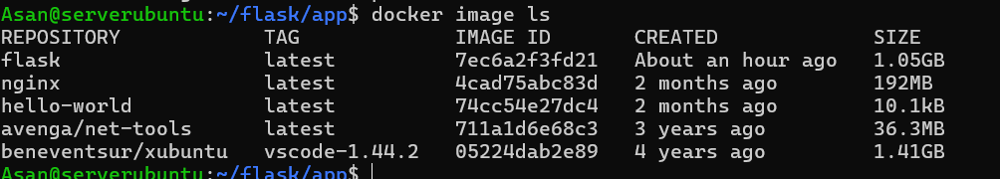 Asan@serverubuntu:~/flask/app$ docker image ls
REPOSITORY TAG IMAGE ID CREATED SIZE
flask latest 7ec6a2f3fd21 About an hour ago 1.05GB
nginx latest 4cad75abc83d 2 months ago 192MB
hello-world latest 74cc54e27dc4 2 months ago 10.1kB
avenga/net-tools latest 711a1d6e68c3 3 years ago 36.3MB
beneventsur/xubuntu vscode-1.44.2 05224dab2e89 4 years ago 1.41GB
Asan@serverubuntu:~/flask/app$